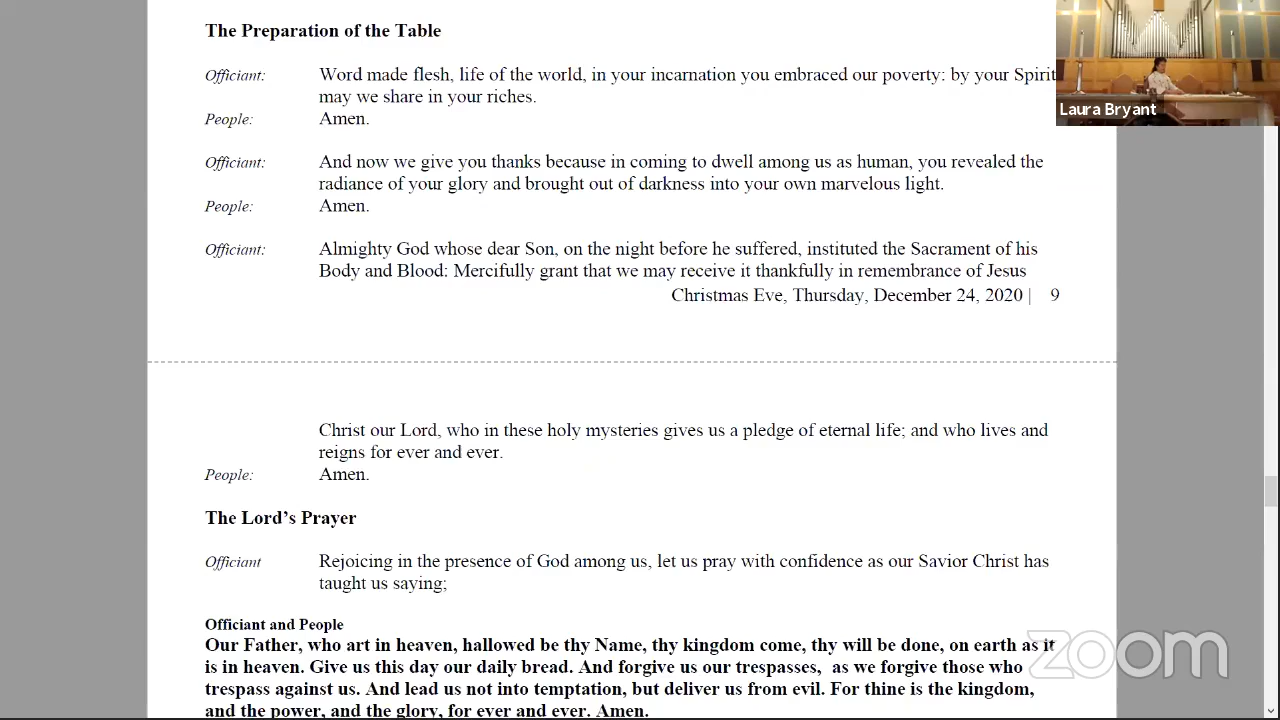 The Preparation of the Table
Officiant: Word made flesh, life of the world, in your incarnation you embraced our poverty: by your Spirit
may we share in your riches.
People: Amen.
Officiant: And now we give you thanks because in coming to dwell among us as human, you revealed the
radiance of your glory and brought out of darkness into your own marvelous light.
People: Amen.
Officiant: Almighty God whose dear Son, on the night before he suffered, instituted the Sacrament of his
Body and Blood: Mercifully grant that we may receive it thankfully in remembrance of Jesus
Christmas Eve, Thursday, December 24, 2020 | 9
Christ our Lord, who in these holy mysteries gives us a pledge of eternal life; and who lives and
reigns for ever and ever.
People: Amen.
The Lord's Prayer
Officiant Rejoicing in the presence of God among us, let us pray with confidence as our Savior Christ has
taught us saying;
Officiant and People
Our Father, who art in heaven, hallowed be thy Name, thy kingdom come, thy will be done, on earth as it
is in heaven. Give us this day our daily bread. And forgive us our trespasses, as we forgive those who
trespass against us. And lead us not into temptation, but deliver us from evil. For thine is the kingdom,
and the power, and the glory, for ever and ever. Amen.
Laura Bryant
zoom